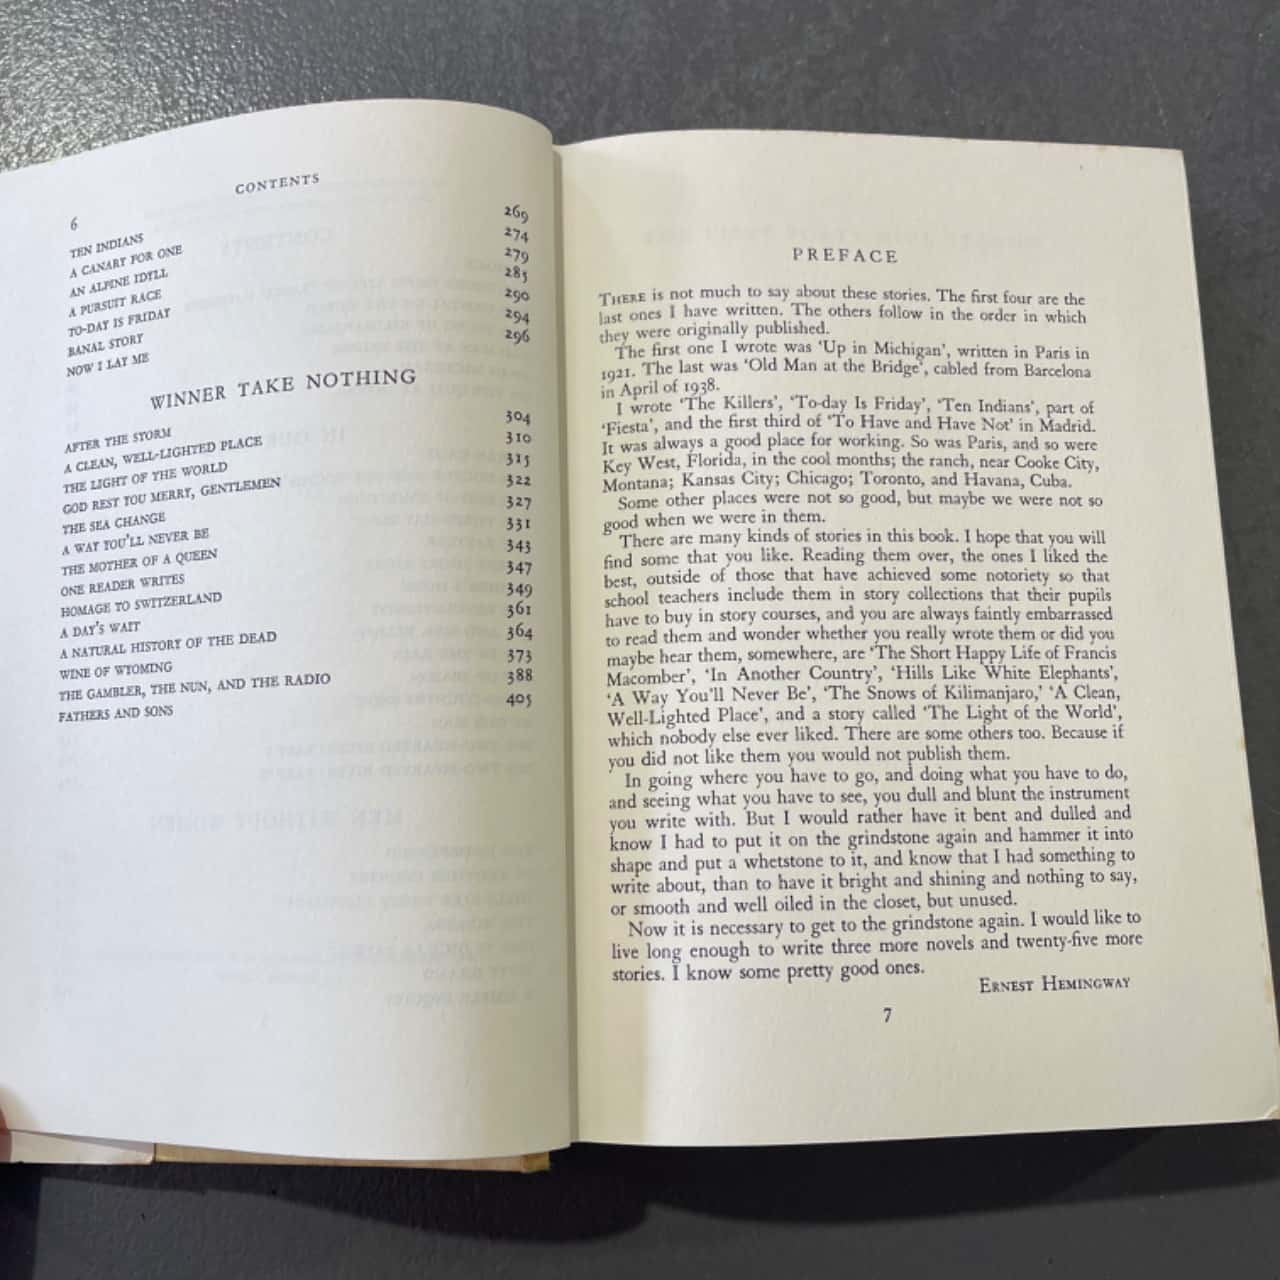 CONTENTS
6
TEN INDIANS 269
A CANARY FOR ONE 274
AN ALPINE IDYLL 279
A PURSUIT RACE 285
TO-DAY IS FRIDAY 290
BANAL STORY 294
NOW I LAY ME 296
WINNER TAKE NOTHING
AFTER THE STORM 304
A CLEAN, WELL-LIGHTED PLACE 310
THE LIGHT OF THE WORLD 315
GOD REST YOU MERRY, GENTLEMEN 322
THE SEA CHANGE 327
A WAY YOU'LL NEVER BE 331
THE MOTHER OF A QUEEN 343
ONE READER WRITES 347
HOMAGE TO SWITZERLAND 349
A DAY'S WAIT 361
A NATURAL HISTORY OF THE DEAD 364
WINE OF WYOMING 373
THE GAMBLER, THE NUN, AND THE RADIO 388
FATHERS AND SONS 405
PREFACE
THERE is not much to say about these stories. The first four are the
last ones I have written. The others follow in the order in which
they were originally published.
The first one I wrote was 'Up in Michigan', written in Paris in
1921. The last was 'Old Man at the Bridge', cabled from Barcelona
in April of 1938.
I wrote 'The Killers', 'To-day Is Friday', 'Ten Indians', part of
'Fiesta', and the first third of 'To Have and Have Not' in Madrid.
It was always a good place for working. So was Paris, and so were
Key West, Florida, in the cool months; the ranch, near Cooke City,
Montana; Kansas City; Chicago; Toronto, and Havana, Cuba.
Some other places were not so good, but maybe we were not so
good when we were in them.
There are many kinds of stories in this book. I hope that you will
find some that you like. Reading them over, the ones I liked the
best, outside of those that have achieved some notoriety so that
school teachers include them in story collections that their pupils
have to buy in story courses, and you are always faintly embarrassed
to read them and wonder whether you really wrote them or did you
maybe hear them, somewhere, are 'The Short Happy Life of Francis
Macomber', 'In Another Country', 'Hills Like White Elephants',
'A Way You'll Never Be', 'The Snows of Kilimanjaro,' 'A Clean,
Well-Lighted Place', and a story called 'The Light of the World',
which nobody else ever liked. There are some others too. Because if
you did not like them you would not publish them.
In going where you have to go, and doing what you have to do,
and seeing what you have to see, you dull and blunt the instrument
you write with. But I would rather have it bent and dulled and
know I had to put it on the grindstone again and hammer it into
shape and put a whetstone to it, and know that I had something to
write about, than to have it bright and shining and nothing to say,
or smooth and well oiled in the closet, but unused.
Now it is necessary to get to the grindstone again. I would like to
live long enough to write three more novels and twenty-five more
stories. I know some pretty good ones.
ERNEST HEMINGWAY
7